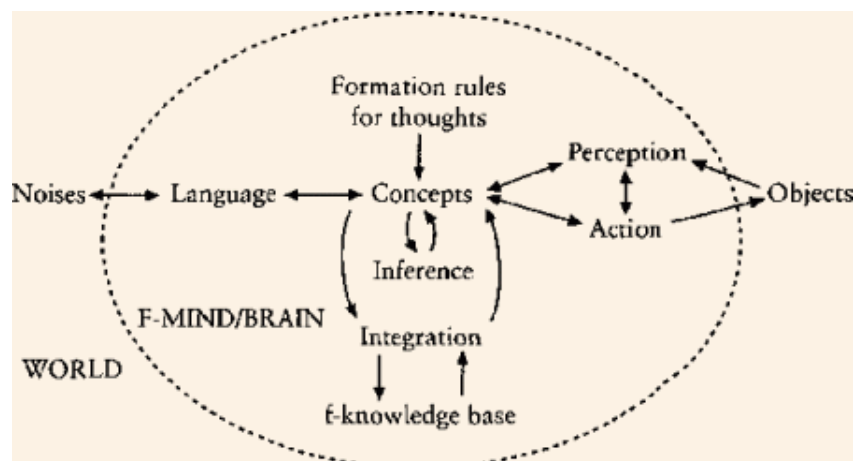 Formation rules
for thoughts
Perception
Noises
Language
Concepts
Objects
Action
Inference
F-MIND/BRAIN
Integration
WORLD
f-knowledge base